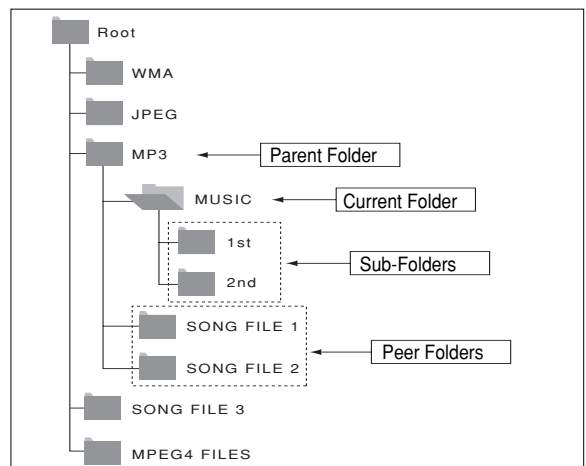 Root
WMA
JPEG
MP3
Parent Folder
MUSIC
Current Folder
1st
Sub-Folders
2nd
SONG FILE 1
Peer Folders
SONG FILE 2
SONG FILE 3
MPEG4 FILES